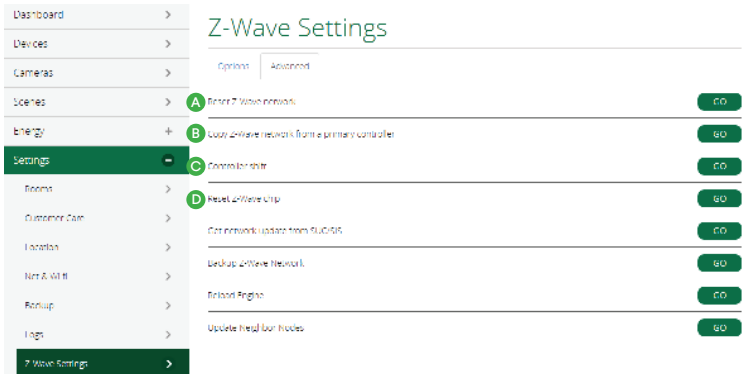 Dashboard
Devices
Cameras
Scenes
Energy
Settings
Rooms
Customer Care
Location
Net & Wi-fi
Backup
Logs
Z-Wave Settings
Z-Wave Settings
Options Advanced
A Reset Z-Wave network GO
B Copy Z-Wave network from a primary controller GO
C Controller shift GO
D Reset Z-Wave chip GO
Get network update from SUC/SIS GO
Backup Z-Wave Network GO
Reload Engine GO
Update Neighbor Nodes GO